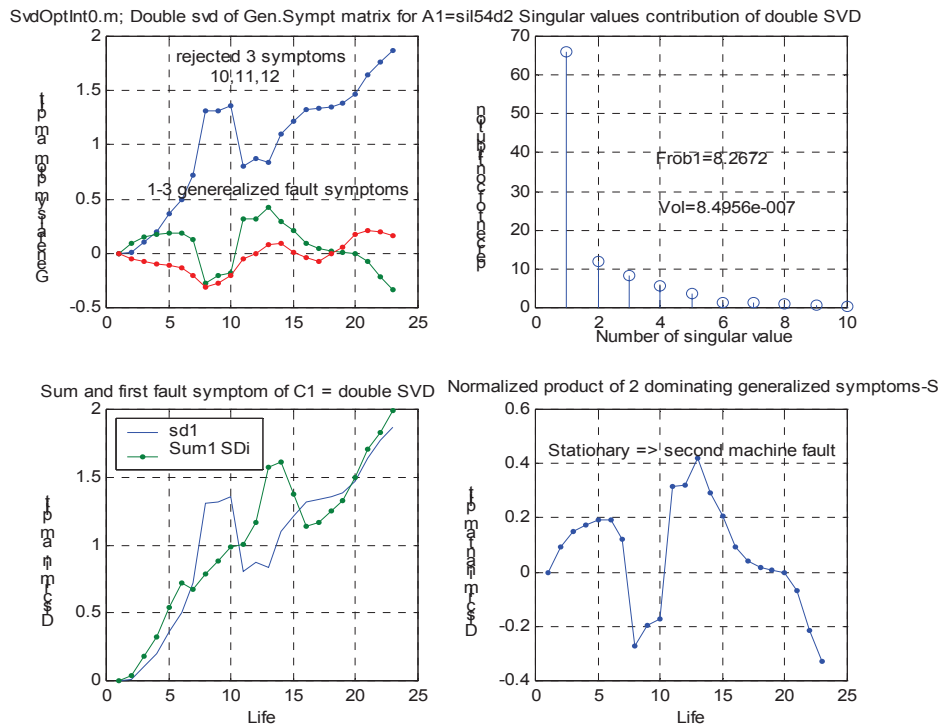 SvdOptInt0.m; Double svd of Gen.Sympt matrix for A1=sil54d2 Singular values contribution of double SVD
2
1.5
1
0.5
0
-0.5
0 5 10 15 20 25
rejected 3 symptoms
10,11,12
1-3 generealized fault symptoms
70
60
50
40
30
20
10
0
0 2 4 6 8 10
Frob1=8.2672
Vol=8.4956e-007
Number of singular value
Sum and first fault symptom of C1 = double SVD
2
1.5
1
0.5
0
0 5 10 15 20 25
sd1
Sum1 SDi
Life
Normalized product of 2 dominating generalized symptoms-S
0.6
0.4
0.2
0
-0.2
-0.4
0 5 10 15 20 25
Stationary => second machine fault
Life